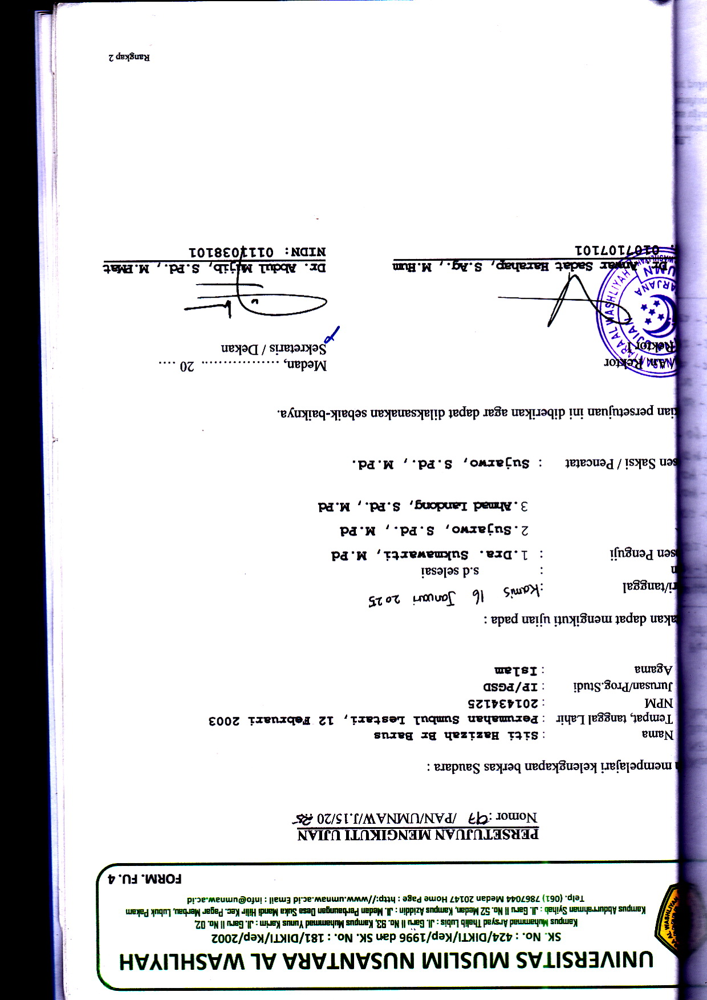 UNIVERSITAS MUSLIM NUSANTARA AL WASHLIYAH
SK. No. : 424/DIKTI/Kep/1996 dan SK. No. : 181/DIKTI/Kep/2002
Kampus Muhammad Arsyad Thalib Lubis : Jl. Garu II No. 93, Kampus Muhammad Yunus Karim : Jl. Garu II No. 02,
Kampus Abdurrahman Syihab : Jl. Garu II No. 52 Medan, Kampus Aziddin : Jl. Medan Perbaungan Desa Suka Mandi Hilir Kec. Pagar Merbau, Lubuk Pakam
Telp. (061) 7867044 Medan 20147 Home Page : http://www.umnaw.ac.id Email : info@umnaw.ac.id
FORM. FU. 4
PERSETUJUAN MENGIKUTI UJIAN
Nomor : 97 /PAN/UMNAW/J.15/20 25
mempelajari kelengkapan berkas Saudara :
Nama : Siti Hazizah Br Barus
Tempat, tanggal Lahir : Perumahan Sumbul Lestari, 12 Februari 2003
NPM : 201434125
Jurusan/Prog.Studi : IP/PGSD
Agama : Islam
akan dapat mengikuti ujian pada :
ri/tanggal : Kamis 16 Januari 2025
: s.d selesai
sen Penguji : 1.Dra. Sukmawarti, M.Pd
2.Sujarwo, S.Pd., M.Pd
3.Ahmad Landong, S.Pd., M.Pd
sen Saksi / Pencatat : Sujarwo, S.Pd., M.Pd.
ian persetujuan ini diberikan agar dapat dilaksanakan sebaik-baiknya.
A/n Rektor
Rektor I
Medan, ................. 20 ....
Sekretaris / Dekan
Dr. Anwar Sadat Harahap, S.Ag., M.Hum
0107107101
Dr. Abdul Mujib, S.Pd., M.PMat
NIDN: 0111038101
Rangkap 2